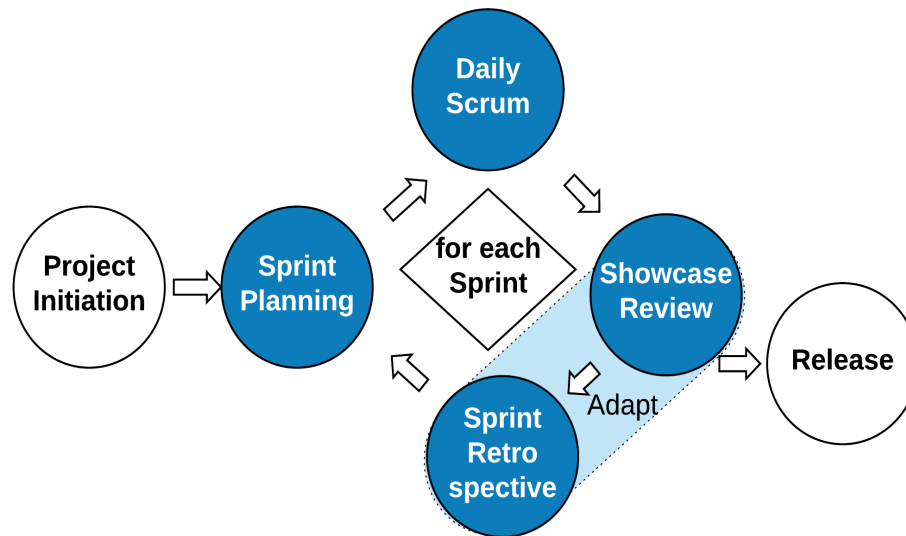 Daily
Scrum
Project
Initiation
Sprint
Planning
for each
Sprint
Showcase
Review
Release
Adapt
Sprint
Retro
spective